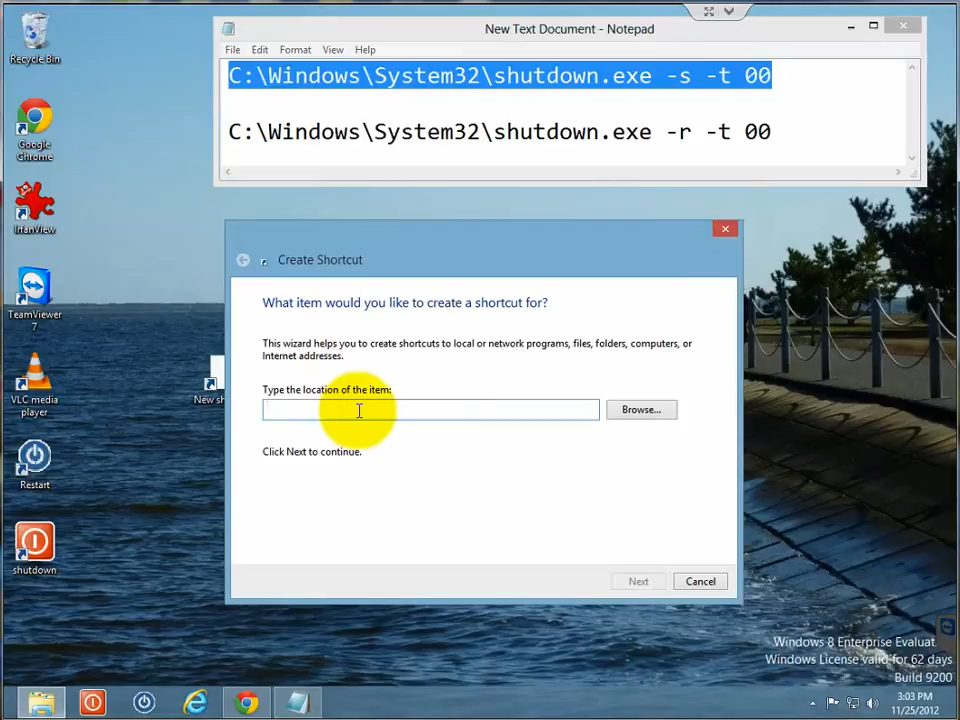 New Text Document - Notepad
File Edit Format View Help
C:\Windows\System32\shutdown.exe -s -t 00
C:\Windows\System32\shutdown.exe -r -t 00
Recycle Bin
Google
Chrome
IrfanView
TeamViewer
7
VLC media
player
Restart
shutdown
New sh
Create Shortcut
What item would you like to create a shortcut for?
This wizard helps you to create shortcuts to local or network programs, files, folders, computers, or
Internet addresses.
Type the location of the item:
Browse...
Click Next to continue.
Next Cancel
Windows 8 Enterprise Evaluat
Windows License valid for 62 days
Build 9200
3:03 PM
11/25/2012